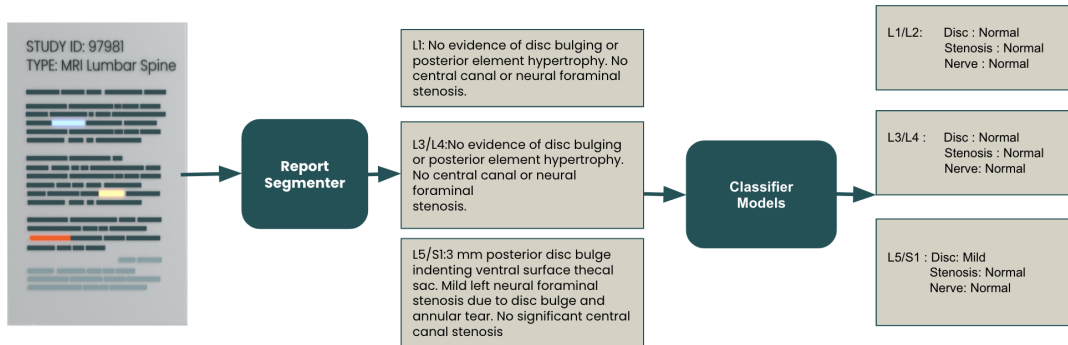 STUDY ID: 97981
TYPE: MRI Lumbar Spine
Report
Segmenter
L1: No evidence of disc bulging or
posterior element hypertrophy. No
central canal or neural foraminal
stenosis.
L3/L4:No evidence of disc bulging
or posterior element hypertrophy.
No central canal or neural
foraminal
stenosis.
L5/S1:3 mm posterior disc bulge
indenting ventral surface thecal
sac. Mild left neural foraminal
stenosis due to disc bulge and
annular tear. No significant central
canal stenosis
Classifier
Models
L1/L2: Disc : Normal
Stenosis : Normal
Nerve : Normal
L3/L4 : Disc : Normal
Stenosis : Normal
Nerve: Normal
L5/S1 : Disc: Mild
Stenosis: Normal
Nerve: Normal